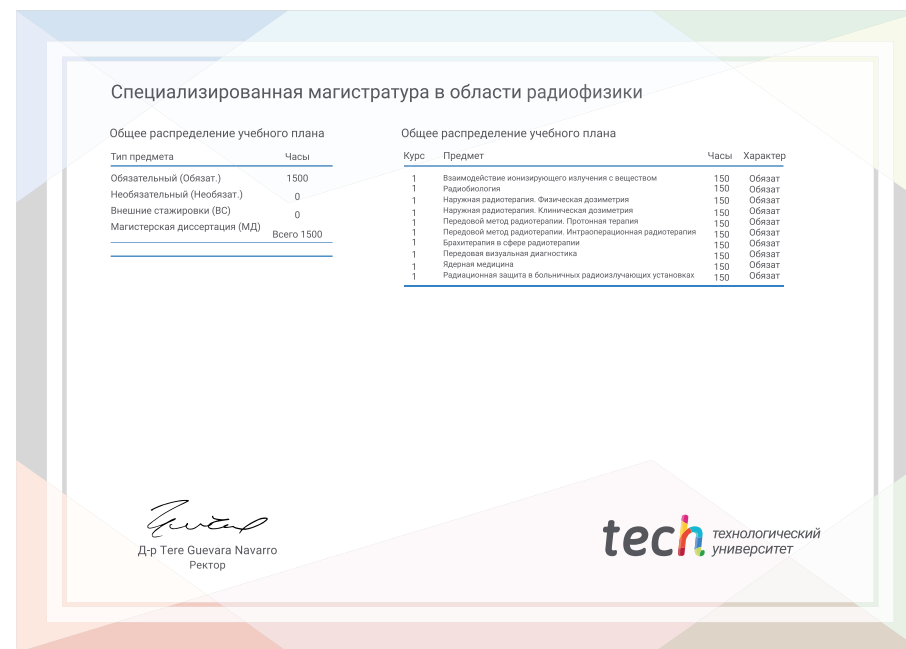 Специализированная магистратура в области радиофизики
Общее распределение учебного плана
Тип предмета Часы
Обязательный (Обязат.) 1500
Необязательный (Необязат.) 0
Внешние стажировки (ВС) 0
Магистерская диссертация (МД)
Всего 1500
Общее распределение учебного плана
Курс Предмет Часы Характер
1 Взаимодействие ионизирующего излучения с веществом 150 Обязат
1 Радиобиология 150 Обязат
1 Наружная радиотерапия. Физическая дозиметрия 150 Обязат
1 Наружная радиотерапия. Клиническая дозиметрия 150 Обязат
1 Передовой метод радиотерапии. Протонная терапия 150 Обязат
1 Передовой метод радиотерапии. Интраоперационная радиотерапия 150 Обязат
1 Брахитерапия в сфере радиотерапии 150 Обязат
1 Передовая визуальная диагностика 150 Обязат
1 Ядерная медицина 150 Обязат
1 Радиационная защита в больничных радиоизлучающих установках 150 Обязат
Д-р Tere Guevara Navarro
Ректор
tech технологический
университет